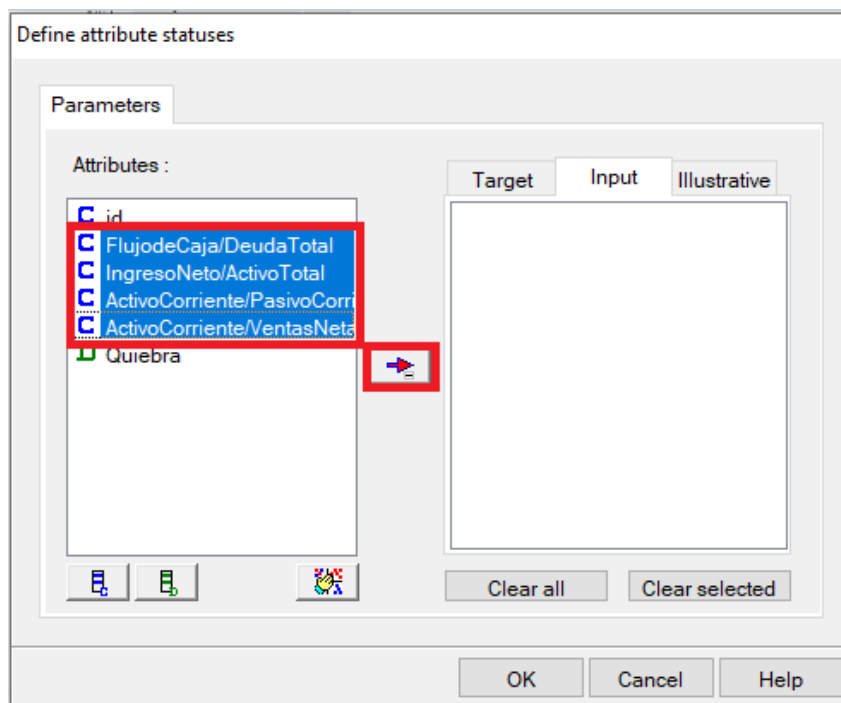 Define attribute statuses
Parameters
Attributes :
C id
C FlujodeCaja/DeudaTotal
C IngresoNeto/ActivoTotal
C ActivoCorriente/PasivoCorri
C ActivoCorriente/VentasNeta
D Quiebra
Target Input Illustrative
Clear all Clear selected
OK Cancel Help